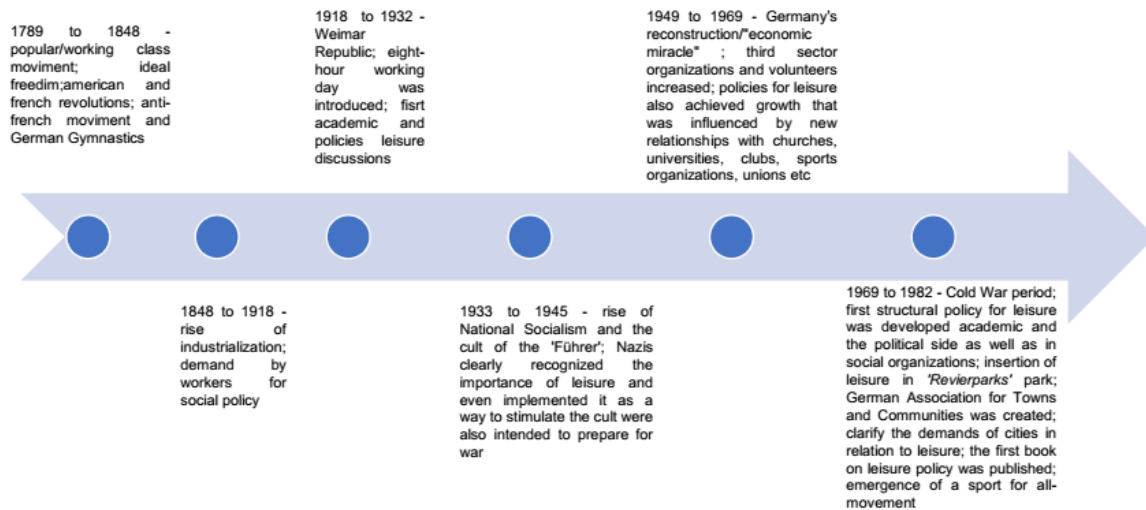 1789 to 1848 -
popular/working class
moviment; ideal
freedim;american and
french revolutions; anti-
french moviment and
German Gymnastics
1848 to 1918 -
rise of
industrialization;
demand by
workers for
social policy
1918 to 1932 -
Weimar
Republic; eight-
hour working
day was
introduced; fisrt
academic and
policies leisure
discussions
1933 to 1945 - rise of
National Socialism and the
cult of the 'Führer'; Nazis
clearly recognized the
importance of leisure and
even implemented it as a
way to stimulate the cult were
also intended to prepare for
war
1949 to 1969 - Germany's
reconstruction/"economic
miracle" ; third sector
organizations and volunteers
increased; policies for leisure
also achieved growth that
was influenced by new
relationships with churches,
universities, clubs, sports
organizations, unions etc
1969 to 1982 - Cold War period;
first structural policy for leisure
was developed academic and
the political side as well as in
social organizations; insertion of
leisure in 'Revierparks' park;
German Association for Towns
and Communities was created;
clarify the demands of cities in
relation to leisure; the first book
on leisure policy was published;
emergence of a sport for all-
movement